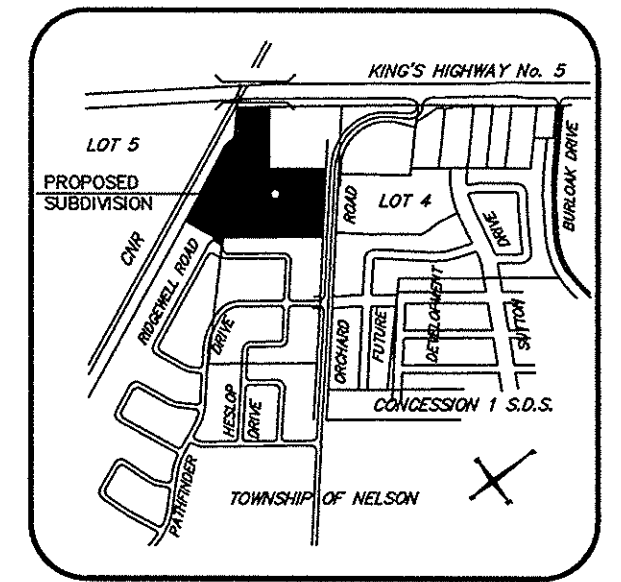 KING'S HIGHWAY No. 5
LOT 5
PROPOSED
SUBDIVISION
CNR
RIDGEWELL ROAD
ROAD
LOT 4
DRIVE
BURLOAK DRIVE
DRIVE
ORCHARD
FUTURE
DEVELOPMENT
SUTTON
HESLOP
DRIVE
CONCESSION 1 S.D.S.
PATHFINDER
TOWNSHIP OF NELSON